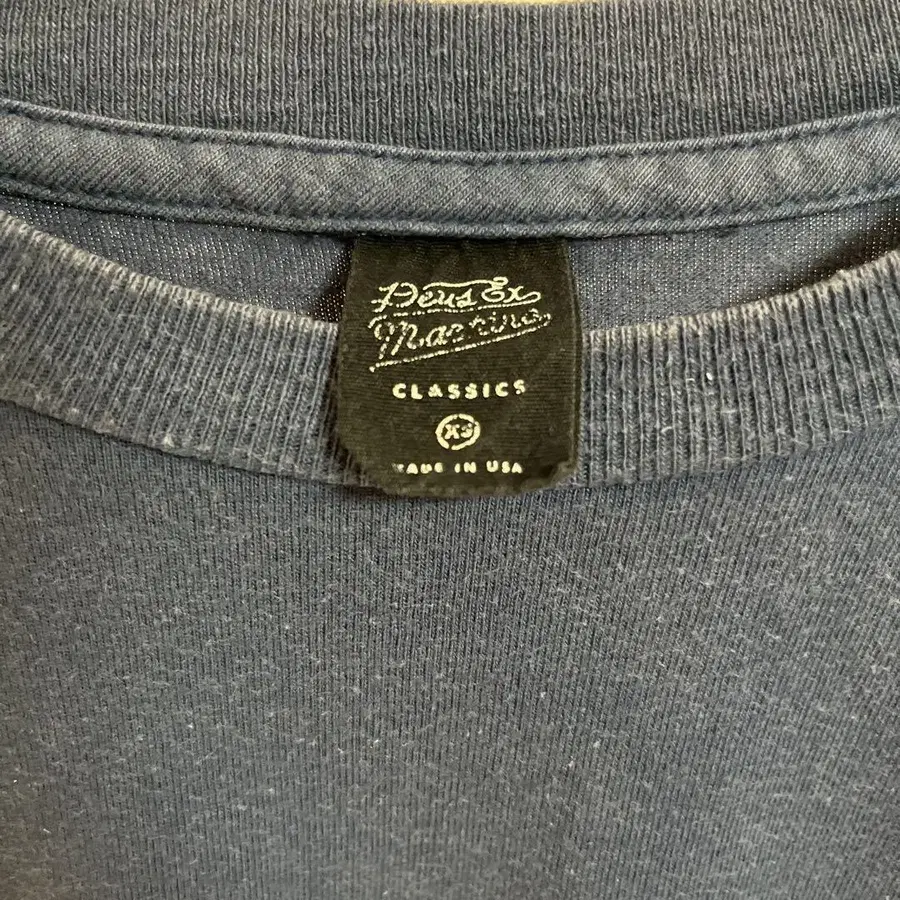 Deus Ex
Machina
CLASSICS
XS
MADE IN USA